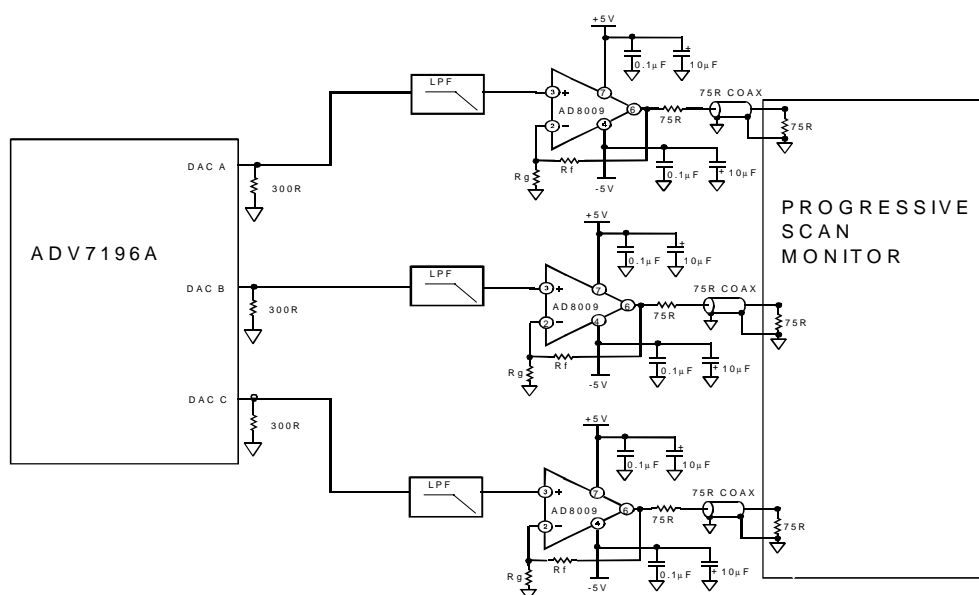 +5V
0.1µF
10µF
+
LPF
7
3
+
AD8009
6
2
−
4
75R
75R COAX
75R
Rf
Rg
0.1µF
+
10µF
-5V
DAC A
300R
ADV7196A
PROGRESSIVE
SCAN
MONITOR
+5V
0.1µF
10µF
+
DAC B
300R
LPF
7
3
+
AD8009
6
2
−
4
75R
75R COAX
75R
Rf
Rg
0.1µF
+
10µF
-5V
DAC C
300R
+5V
0.1µF
10µF
+
LPF
7
3
+
AD8009
6
2
−
4
75R
75R COAX
75R
Rf
Rg
0.1µF
+
10µF
-5V